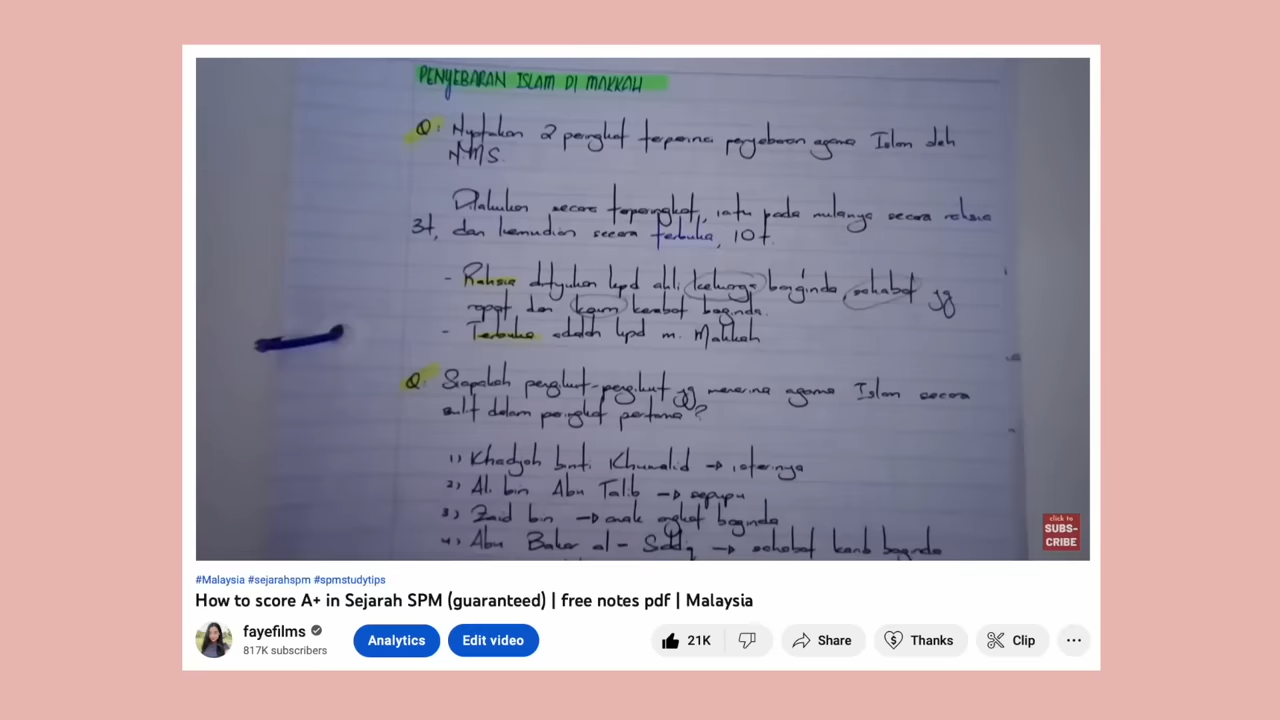 PENYEBARAN ISLAM DI MAKKAH
Q: Nyatakan 2 peringkat terperinci penyebaran agama Islam oleh
N.M S.
Dilakukan secara terperingkat, iaitu pada mulanya secara rahsia
3t, dan kemudian secara terbuka, 10 t.
- Rahsia ditujukan kpd ahli keluarga baginda, sahabat yg
rapat dan kaum kerabat baginda.
- Terbuka adalah kpd m. Makkah
Q: Siapakah pengikut-pengikut yg menerima agama Islam secara
sulit dalam peringkat pertama?
1) Khadijah binti Khuwalid → isterinya
2) Ali bin Abu Talib → sepupu
3) Zaid bin → anak angkat baginda
4) Abu Bakar al-Siddiq → sahabat karib baginda
click to
SUBS-
CRIBE
#Malaysia #sejarahspm #spmstudytips
How to score A+ in Sejarah SPM (guaranteed) | free notes pdf | Malaysia
fayefilms
817K subscribers
Analytics
Edit video
21K
Share
Thanks
Clip